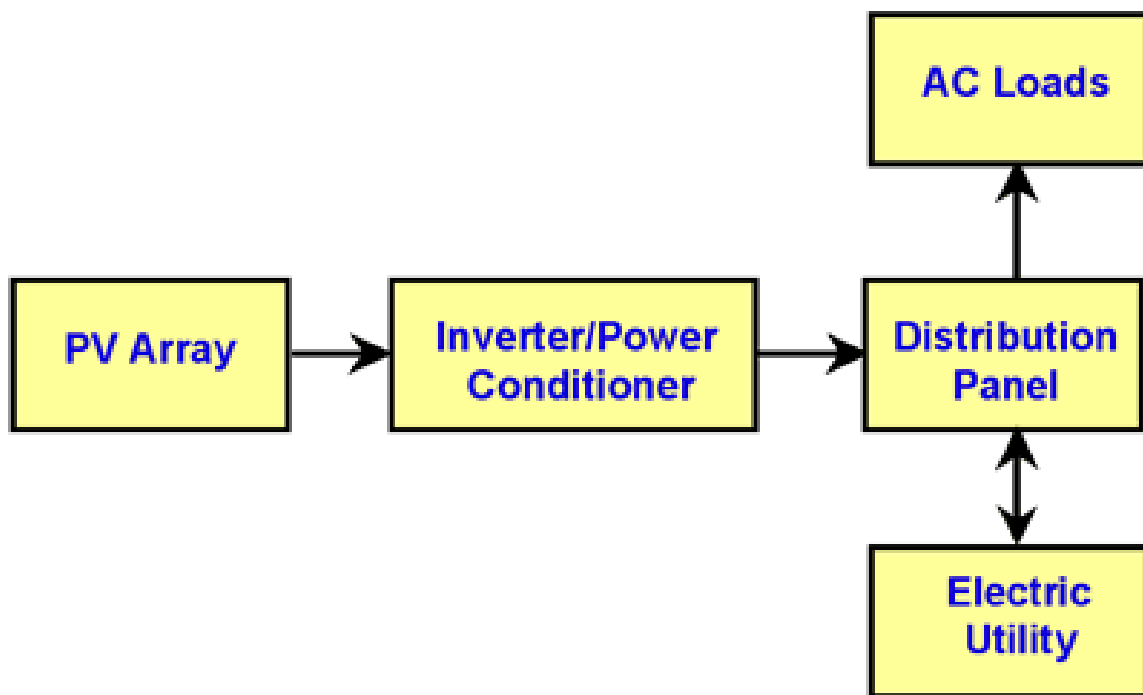 AC Loads
PV Array
Inverter/Power
Conditioner
Distribution
Panel
Electric
Utility